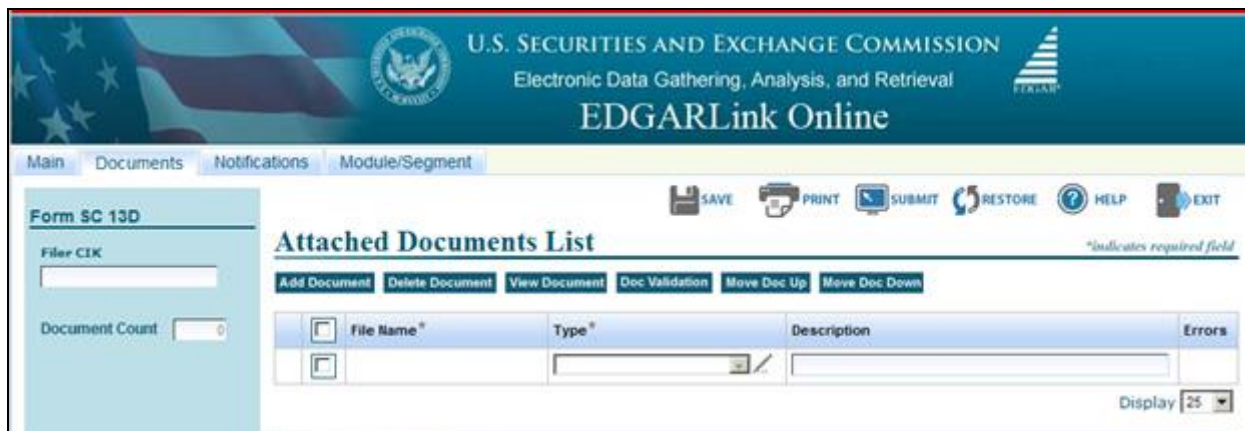 U.S. SECURITIES AND EXCHANGE COMMISSION
Electronic Data Gathering, Analysis, and Retrieval
EDGARLink Online
EDGAR
Main Documents Notifications Module/Segment
SAVE PRINT SUBMIT RESTORE HELP EXIT
Form SC 13D
Attached Documents List
*indicates required field
Filer CIK
Add Document Delete Document View Document Doc Validation Move Doc Up Move Doc Down
Document Count 0
File Name* Type* Description Errors
Display 25